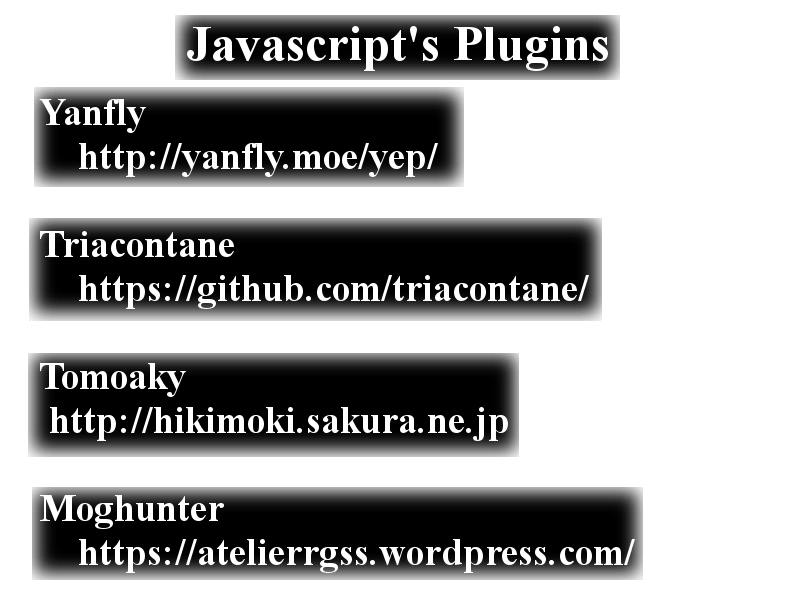 Javascript's Plugins
Yanfly
http://yanfly.moe/yep/
Triacontane
https://github.com/triacontane/
Tomoaky
http://hikimoki.sakura.ne.jp
Moghunter
https://atelierrgss.wordpress.com/